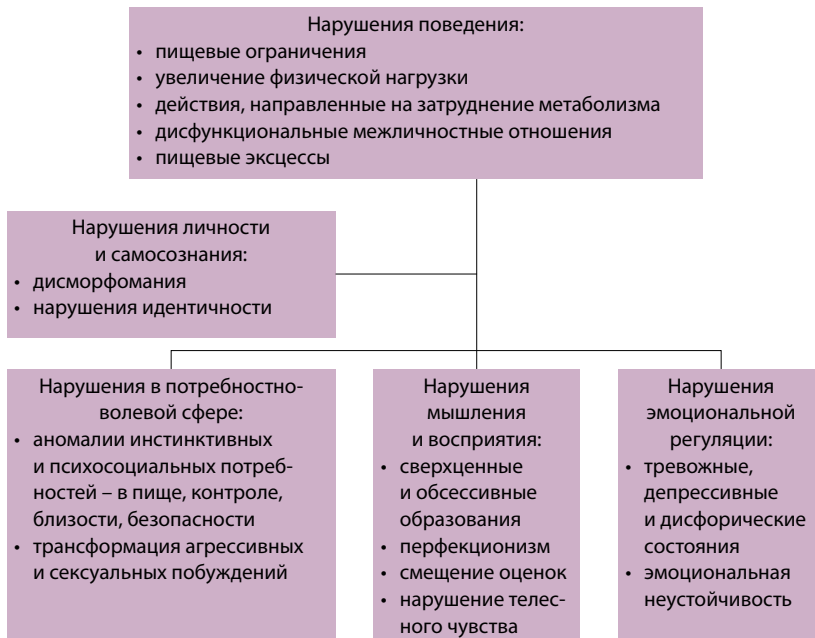 Нарушения поведения:
• пищевые ограничения
• увеличение физической нагрузки
• действия, направленные на затруднение метаболизма
• дисфункциональные межличностные отношения
• пищевые эксцессы
Нарушения личности
и самосознания:
• дисморфомания
• нарушения идентичности
Нарушения в потребностно-
волевой сфере:
• аномалии инстинктивных
и психосоциальных потреб-
ностей – в пище, контроле,
близости, безопасности
• трансформация агрессивных
и сексуальных побуждений
Нарушения
мышления
и восприятия:
• сверхценные
и обсессивные
образования
• перфекционизм
• смещение оценок
• нарушение телес-
ного чувства
Нарушения
эмоциональной
регуляции:
• тревожные,
депрессивные
и дисфорические
состояния
• эмоциональная
неустойчивость